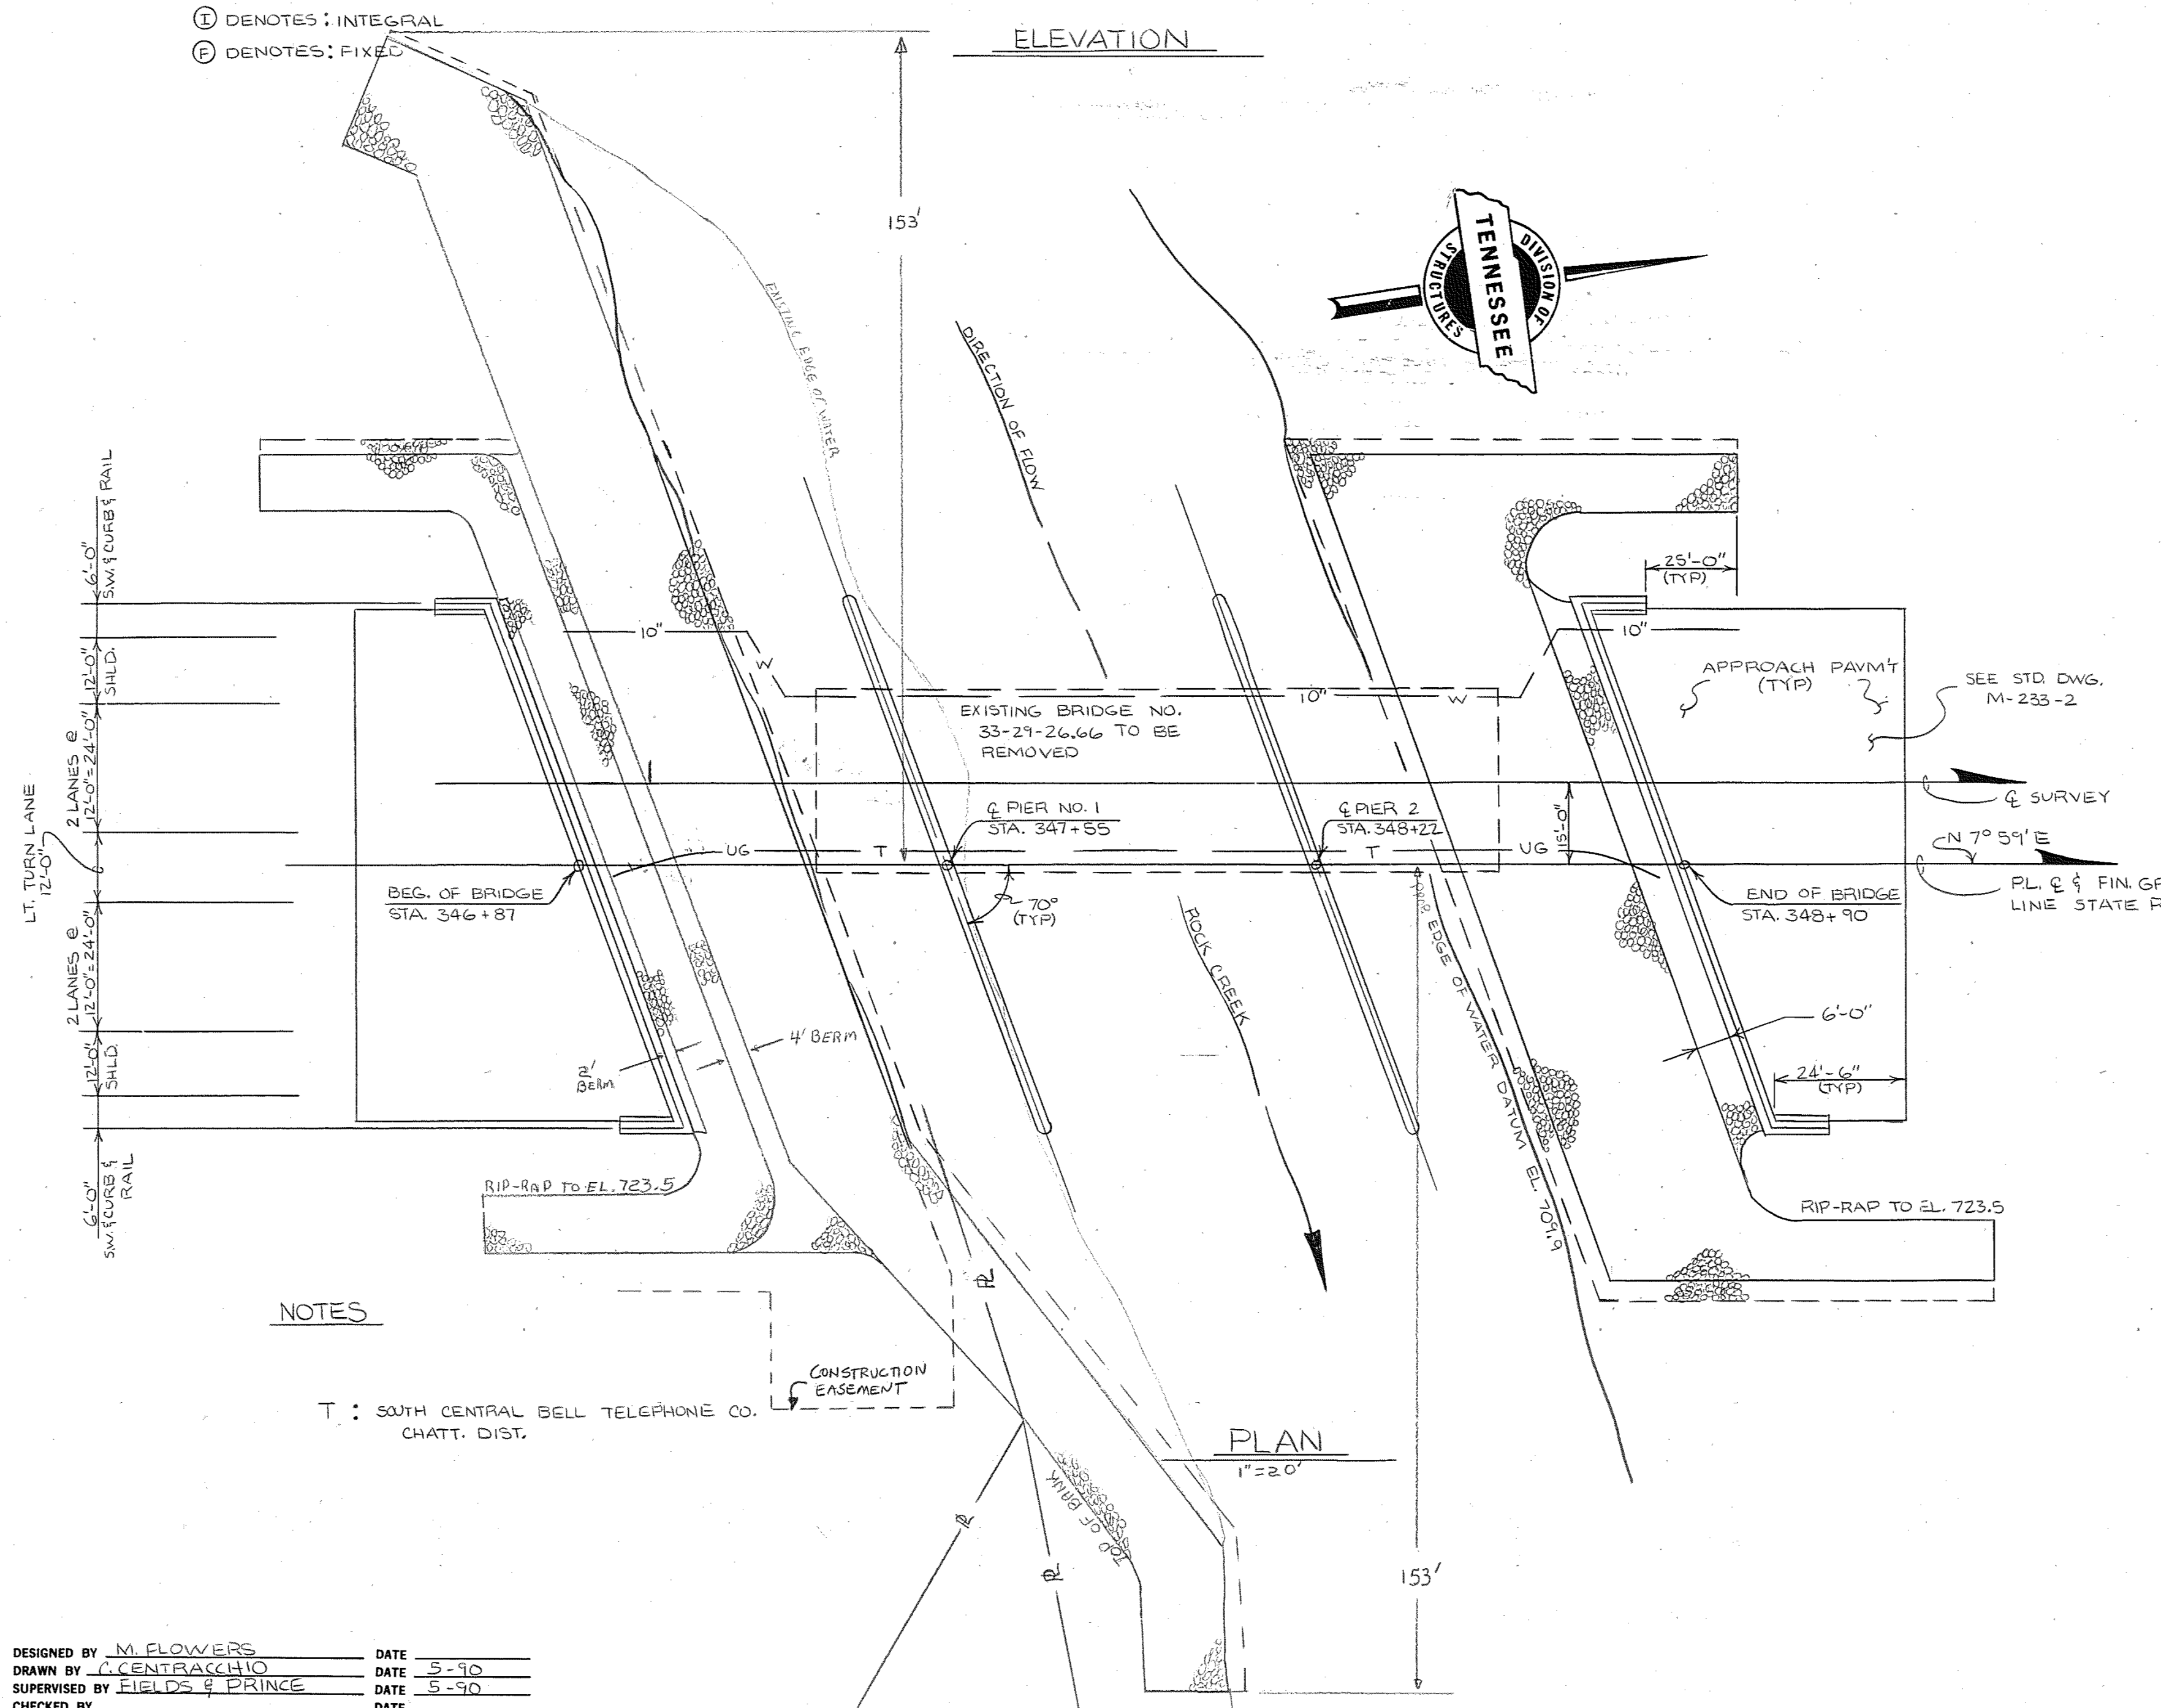 Ⓘ DENOTES: INTEGRAL
Ⓕ DENOTES: FIXED
ELEVATION
153'
TENNESSEE
DIVISION OF
STRUCTURES
EXISTING EDGE OF WATER
DIRECTION OF FLOW
6'-0"
S.W. & CURB & RAIL
12'-0"
SHLD.
2 LANES @
12'-0"=24'-0"
LT. TURN LANE
12'-0"
2 LANES @
12'-0"=24'-0"
12'-0"
SHLD.
6'-0"
S.W. & CURB &
RAIL
10"
W
25'-0"
(TYP)
10"
APPROACH PAVM'T
(TYP)
SEE STD. DWG.
M-233-2
10"
W
EXISTING BRIDGE NO.
33-29-26.66 TO BE
REMOVED
℄ SURVEY
15'-0"
℄ PIER NO. 1
STA. 347+55
℄ PIER 2
STA. 348+22
UG
T
T
UG
N 7° 59' E
P.L. ℄ & FIN. GR
LINE STATE R
BEG. OF BRIDGE
STA. 346+87
70°
(TYP)
END OF BRIDGE
STA. 348+90
ROCK CREEK
PROP. EDGE OF WATER DATUM EL. 709.9
6'-0"
4' BERM
2'
BERM
24'-6"
(TYP)
RIP-RAP TO EL. 723.5
RIP-RAP TO EL. 723.5
NOTES
CONSTRUCTION
EASEMENT
T : SOUTH CENTRAL BELL TELEPHONE CO.
CHATT. DIST.
PLAN
1"=20'
TOP OF BANK
153'
DESIGNED BY M. FLOWERS DATE
DRAWN BY C. CENTRACCHIO DATE 5-90
SUPERVISED BY FIELDS & PRINCE DATE 5-90
CHECKED BY DATE